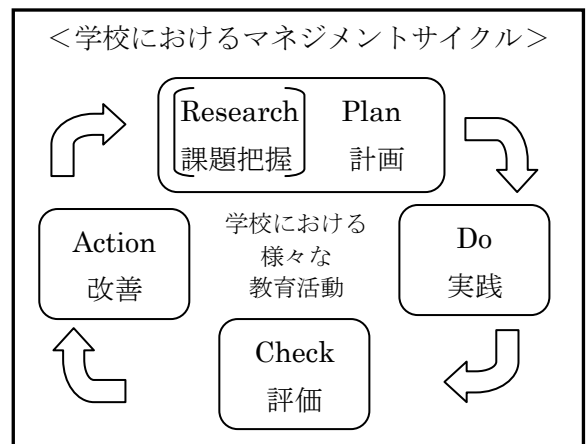 ＜学校におけるマネジメントサイクル＞
Research
課題把握
Plan
計画
Action
改善
学校における
様々な
教育活動
Do
実践
Check
評価